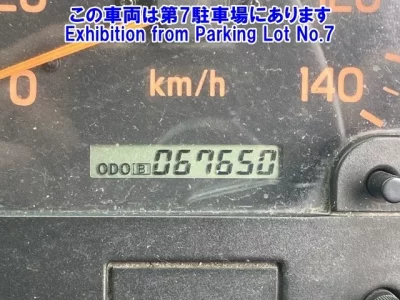 この車両は第7駐車場にあります
Exhibition from Parking Lot No.7
0 km/h 140
ODO B 067650